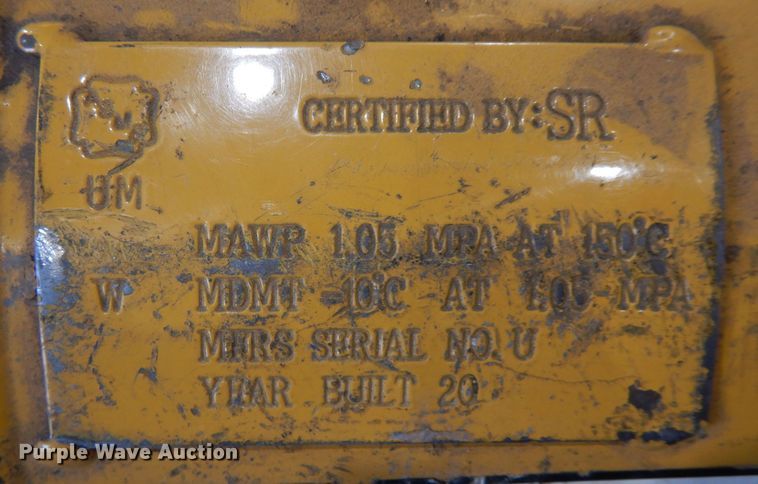 CERTIFIED BY: SR
UM
MAWP 1.05 MPA AT 150°C
W MDMT -10°C AT 1.05 MPA
MFRS SERIAL NO. U
YEAR BUILT 20
Purple Wave Auction